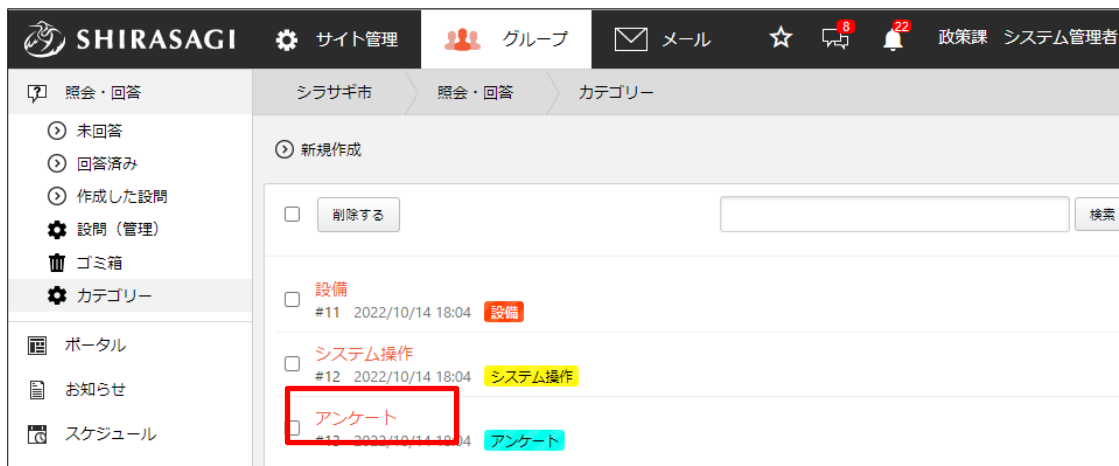 SHIRASAGI サイト管理 グループ メール 8 22 政策課 システム管理者
照会・回答 シラサギ市 照会・回答 カテゴリー
未回答
新規作成
回答済み
作成した設問
削除する 検索
設問（管理）
ゴミ箱
カテゴリー
設備
#11 2022/10/14 18:04 設備
ポータル
システム操作
#12 2022/10/14 18:04 システム操作
お知らせ
アンケート
スケジュール
#13 2022/10/14 18:04 アンケート